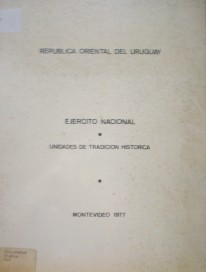 REPUBLICA ORIENTAL DEL URUGUAY
EJERCITO NACIONAL
UNIDADES DE TRADICION HISTORICA
MONTEVIDEO 1977